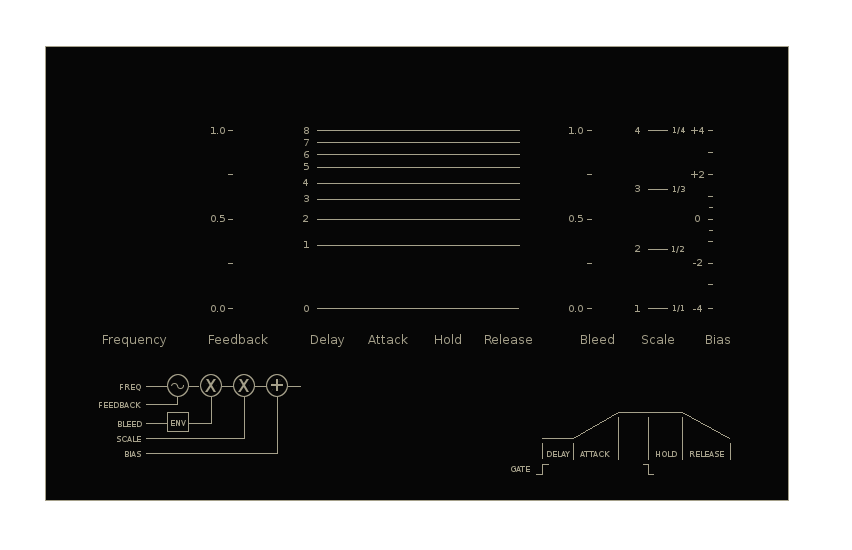 1.0 8 1.0 4 1/4 +4
7
6
5
+2
4
3 1/3
3
0.5 2 0.5 0
1
2 1/2
-2
0.0 0 0.0 1 1/1 -4
Frequency Feedback Delay Attack Hold Release Bleed Scale Bias
FREQ X X +
FEEDBACK
BLEED ENV
SCALE
BIAS
DELAY ATTACK HOLD RELEASE
GATE